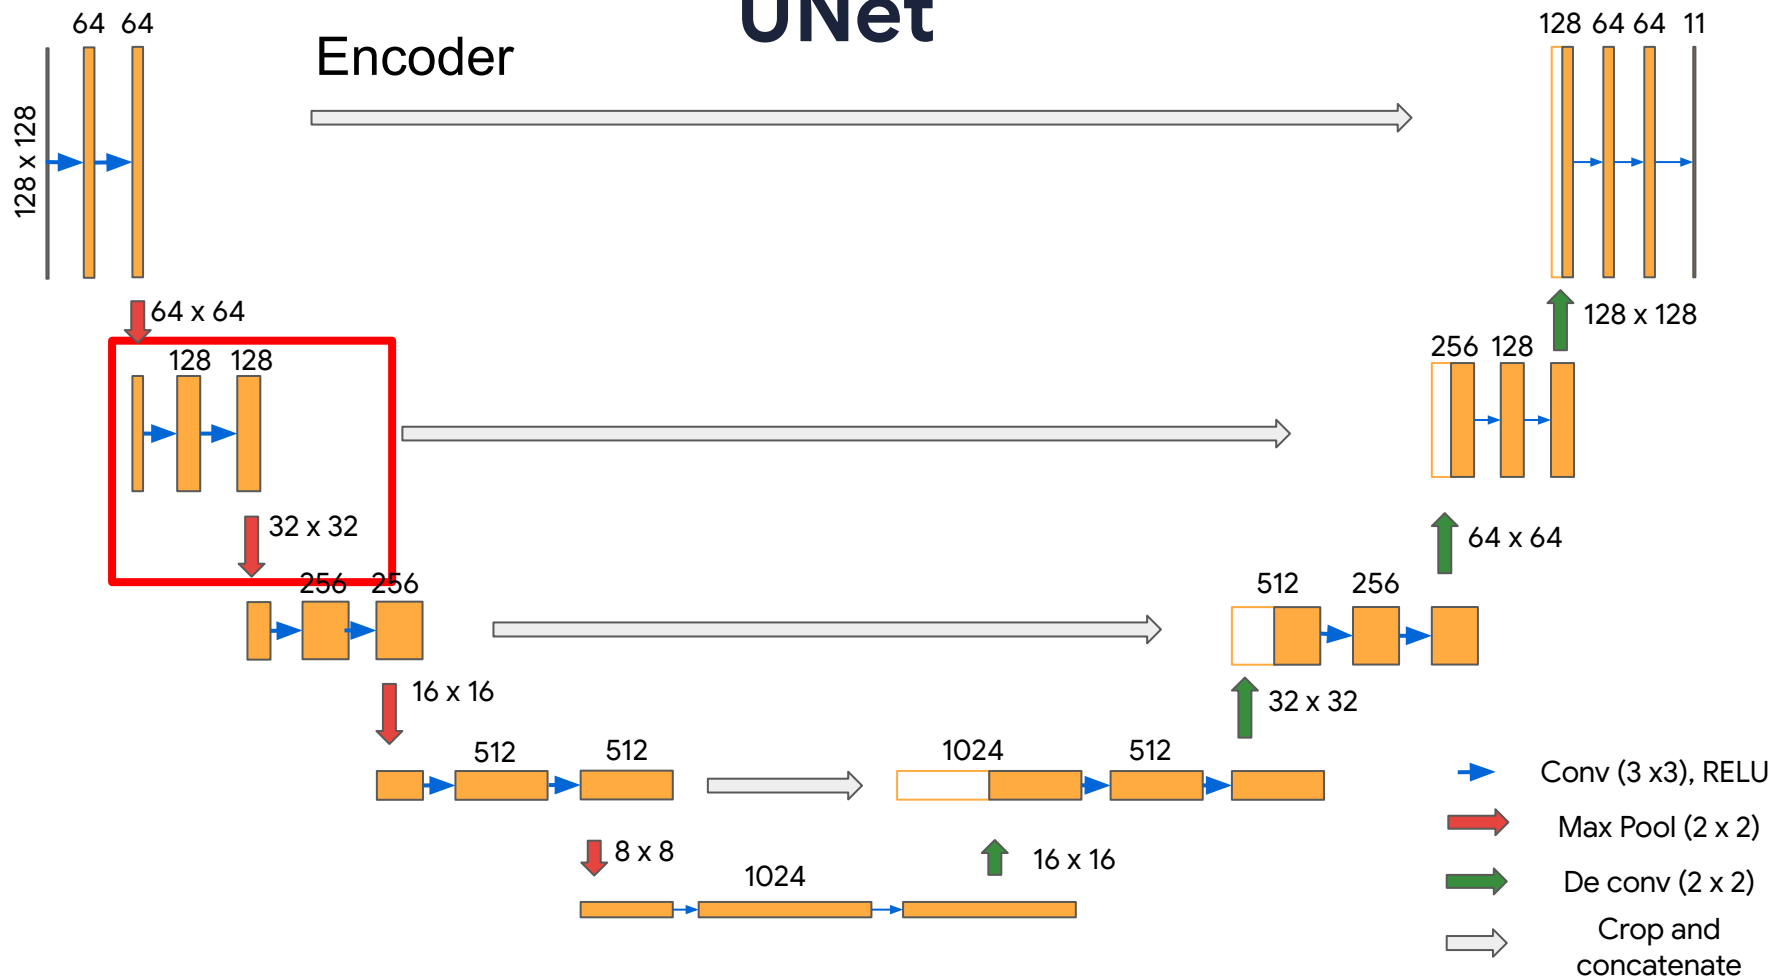 UNet
Encoder
64 64
128 64 64 11
128 x 128
64 x 64
128 x 128
128 128
256 128
32 x 32
64 x 64
256 256
512 256
16 x 16
32 x 32
512 512
1024 512
8 x 8
16 x 16
1024
Conv (3 x3), RELU
Max Pool (2 x 2)
De conv (2 x 2)
Crop and
concatenate